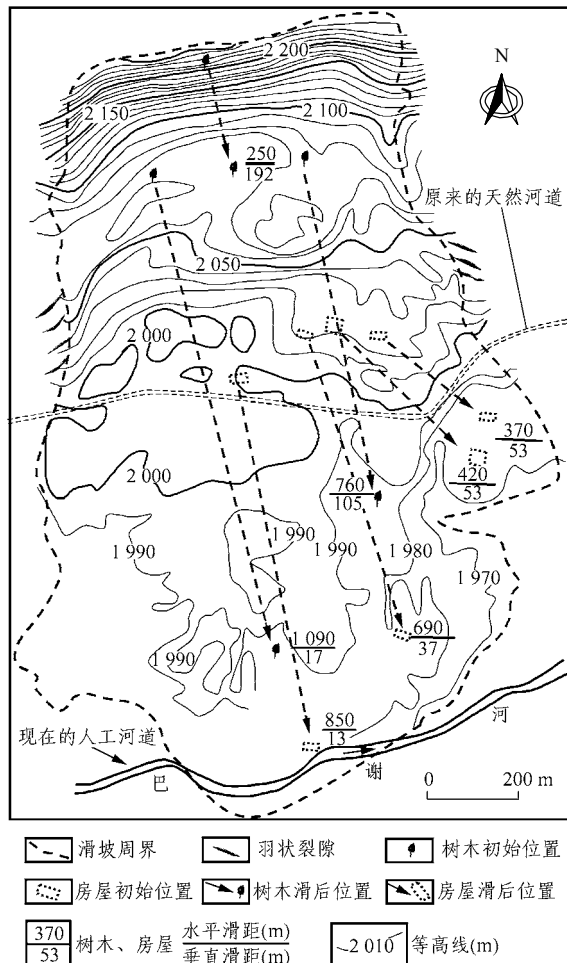 N
2 200
2 150
2 100
250
192
原来的天然河道
2 050
2 000
370
53
420
53
2 000
760
105
1 990
1 990
1 990
1 980
1 970
1 990
1 090
17
690
37
850
13
现在的人工河道
巴
谢
河
0 200 m
滑坡周界 羽状裂隙 树木初始位置
房屋初始位置 树木滑后位置 房屋滑后位置
370
53
树木、房屋 水平滑距(m)
垂直滑距(m)
2 010 等高线(m)